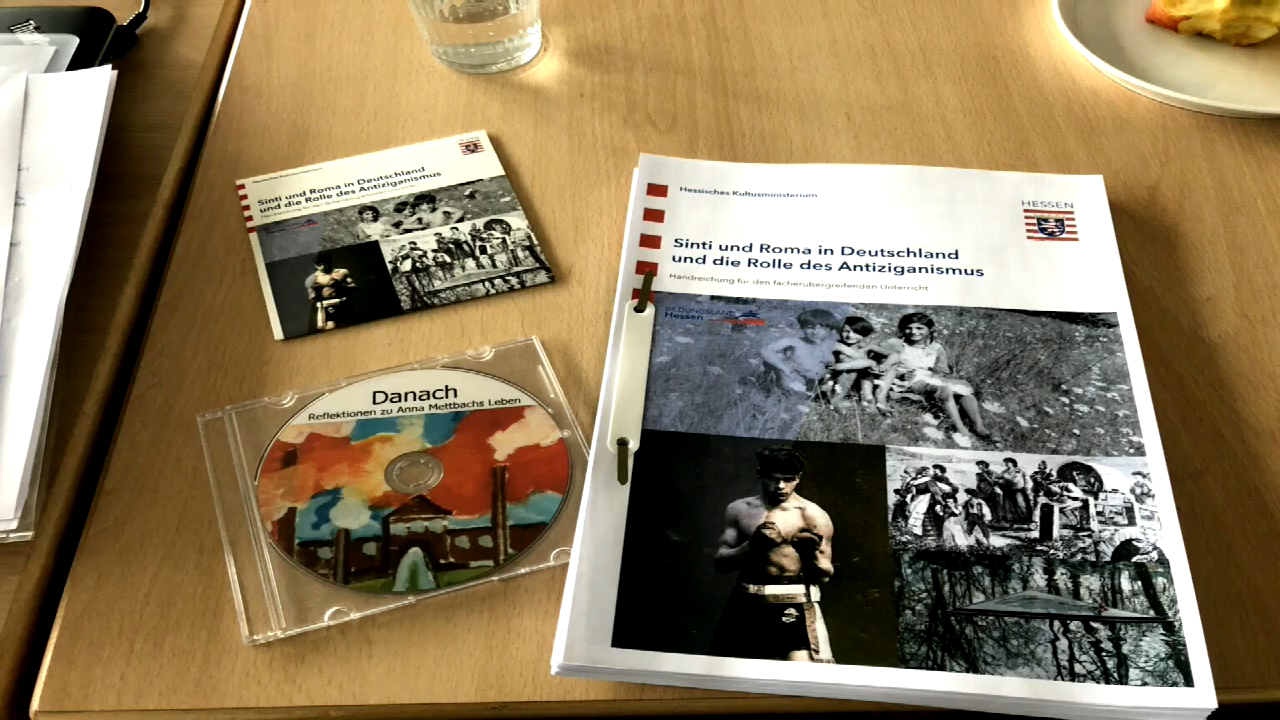 Hessisches Kultusministerium
HESSEN
Sinti und Roma in Deutschland
und die Rolle des Antiziganismus
Handreichung für den fächerübergreifenden Unterricht
BILDUNGSLAND
Hessen
Sinti und Roma in Deutschland
und die Rolle des Antiziganismus
Danach
Reflektionen zu Anna Mettbachs Leben